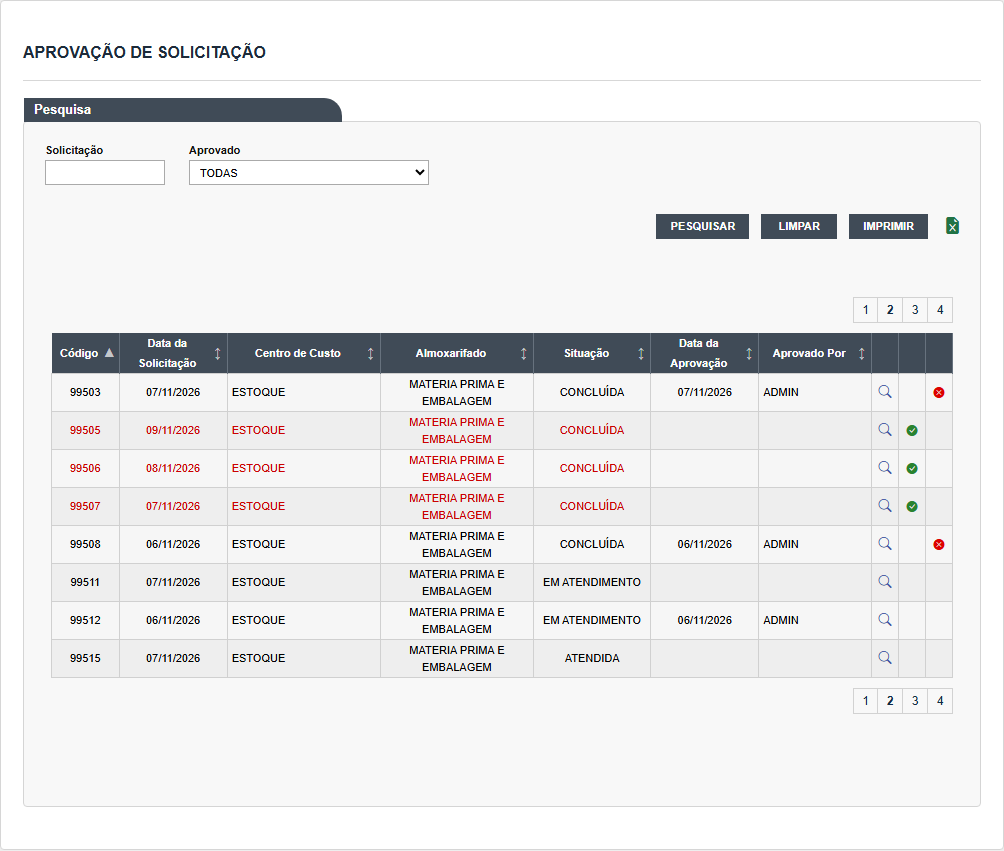 APROVAÇÃO DE SOLICITAÇÃO
Pesquisa
Solicitação Aprovado
TODAS
PESQUISAR LIMPAR IMPRIMIR
1 2 3 4
Código Data da Solicitação Centro de Custo Almoxarifado Situação Data da Aprovação Aprovado Por
99503 07/11/2026 ESTOQUE MATERIA PRIMA E EMBALAGEM CONCLUÍDA 07/11/2026 ADMIN
99505 09/11/2026 ESTOQUE MATERIA PRIMA E EMBALAGEM CONCLUÍDA
99506 08/11/2026 ESTOQUE MATERIA PRIMA E EMBALAGEM CONCLUÍDA
99507 07/11/2026 ESTOQUE MATERIA PRIMA E EMBALAGEM CONCLUÍDA
99508 06/11/2026 ESTOQUE MATERIA PRIMA E EMBALAGEM CONCLUÍDA 06/11/2026 ADMIN
99511 07/11/2026 ESTOQUE MATERIA PRIMA E EMBALAGEM EM ATENDIMENTO
99512 06/11/2026 ESTOQUE MATERIA PRIMA E EMBALAGEM EM ATENDIMENTO 06/11/2026 ADMIN
99515 07/11/2026 ESTOQUE MATERIA PRIMA E EMBALAGEM ATENDIDA
1 2 3 4